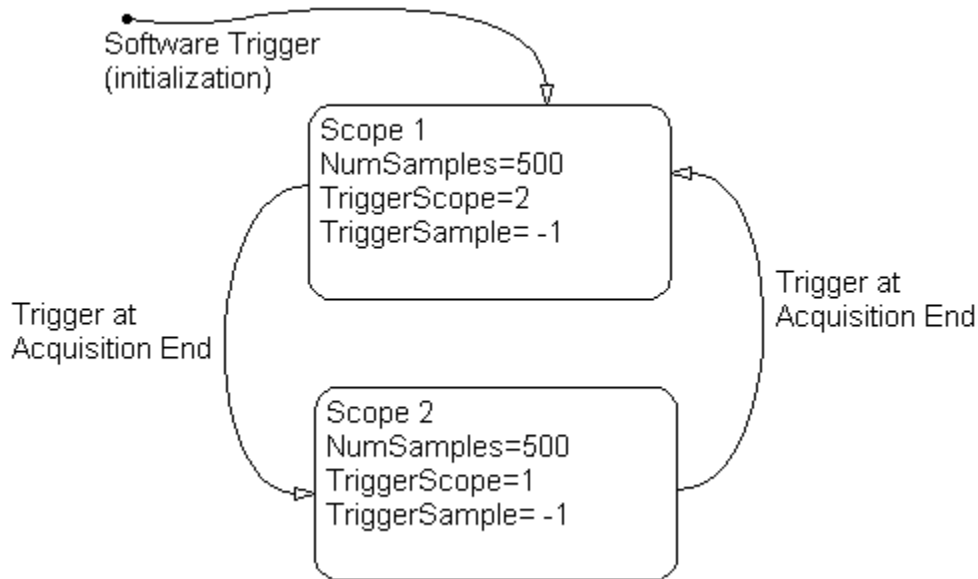 Software Trigger
(initialization)
Scope 1
NumSamples=500
TriggerScope=2
TriggerSample= -1
Trigger at
Acquisition End
Trigger at
Acquisition End
Scope 2
NumSamples=500
TriggerScope=1
TriggerSample= -1